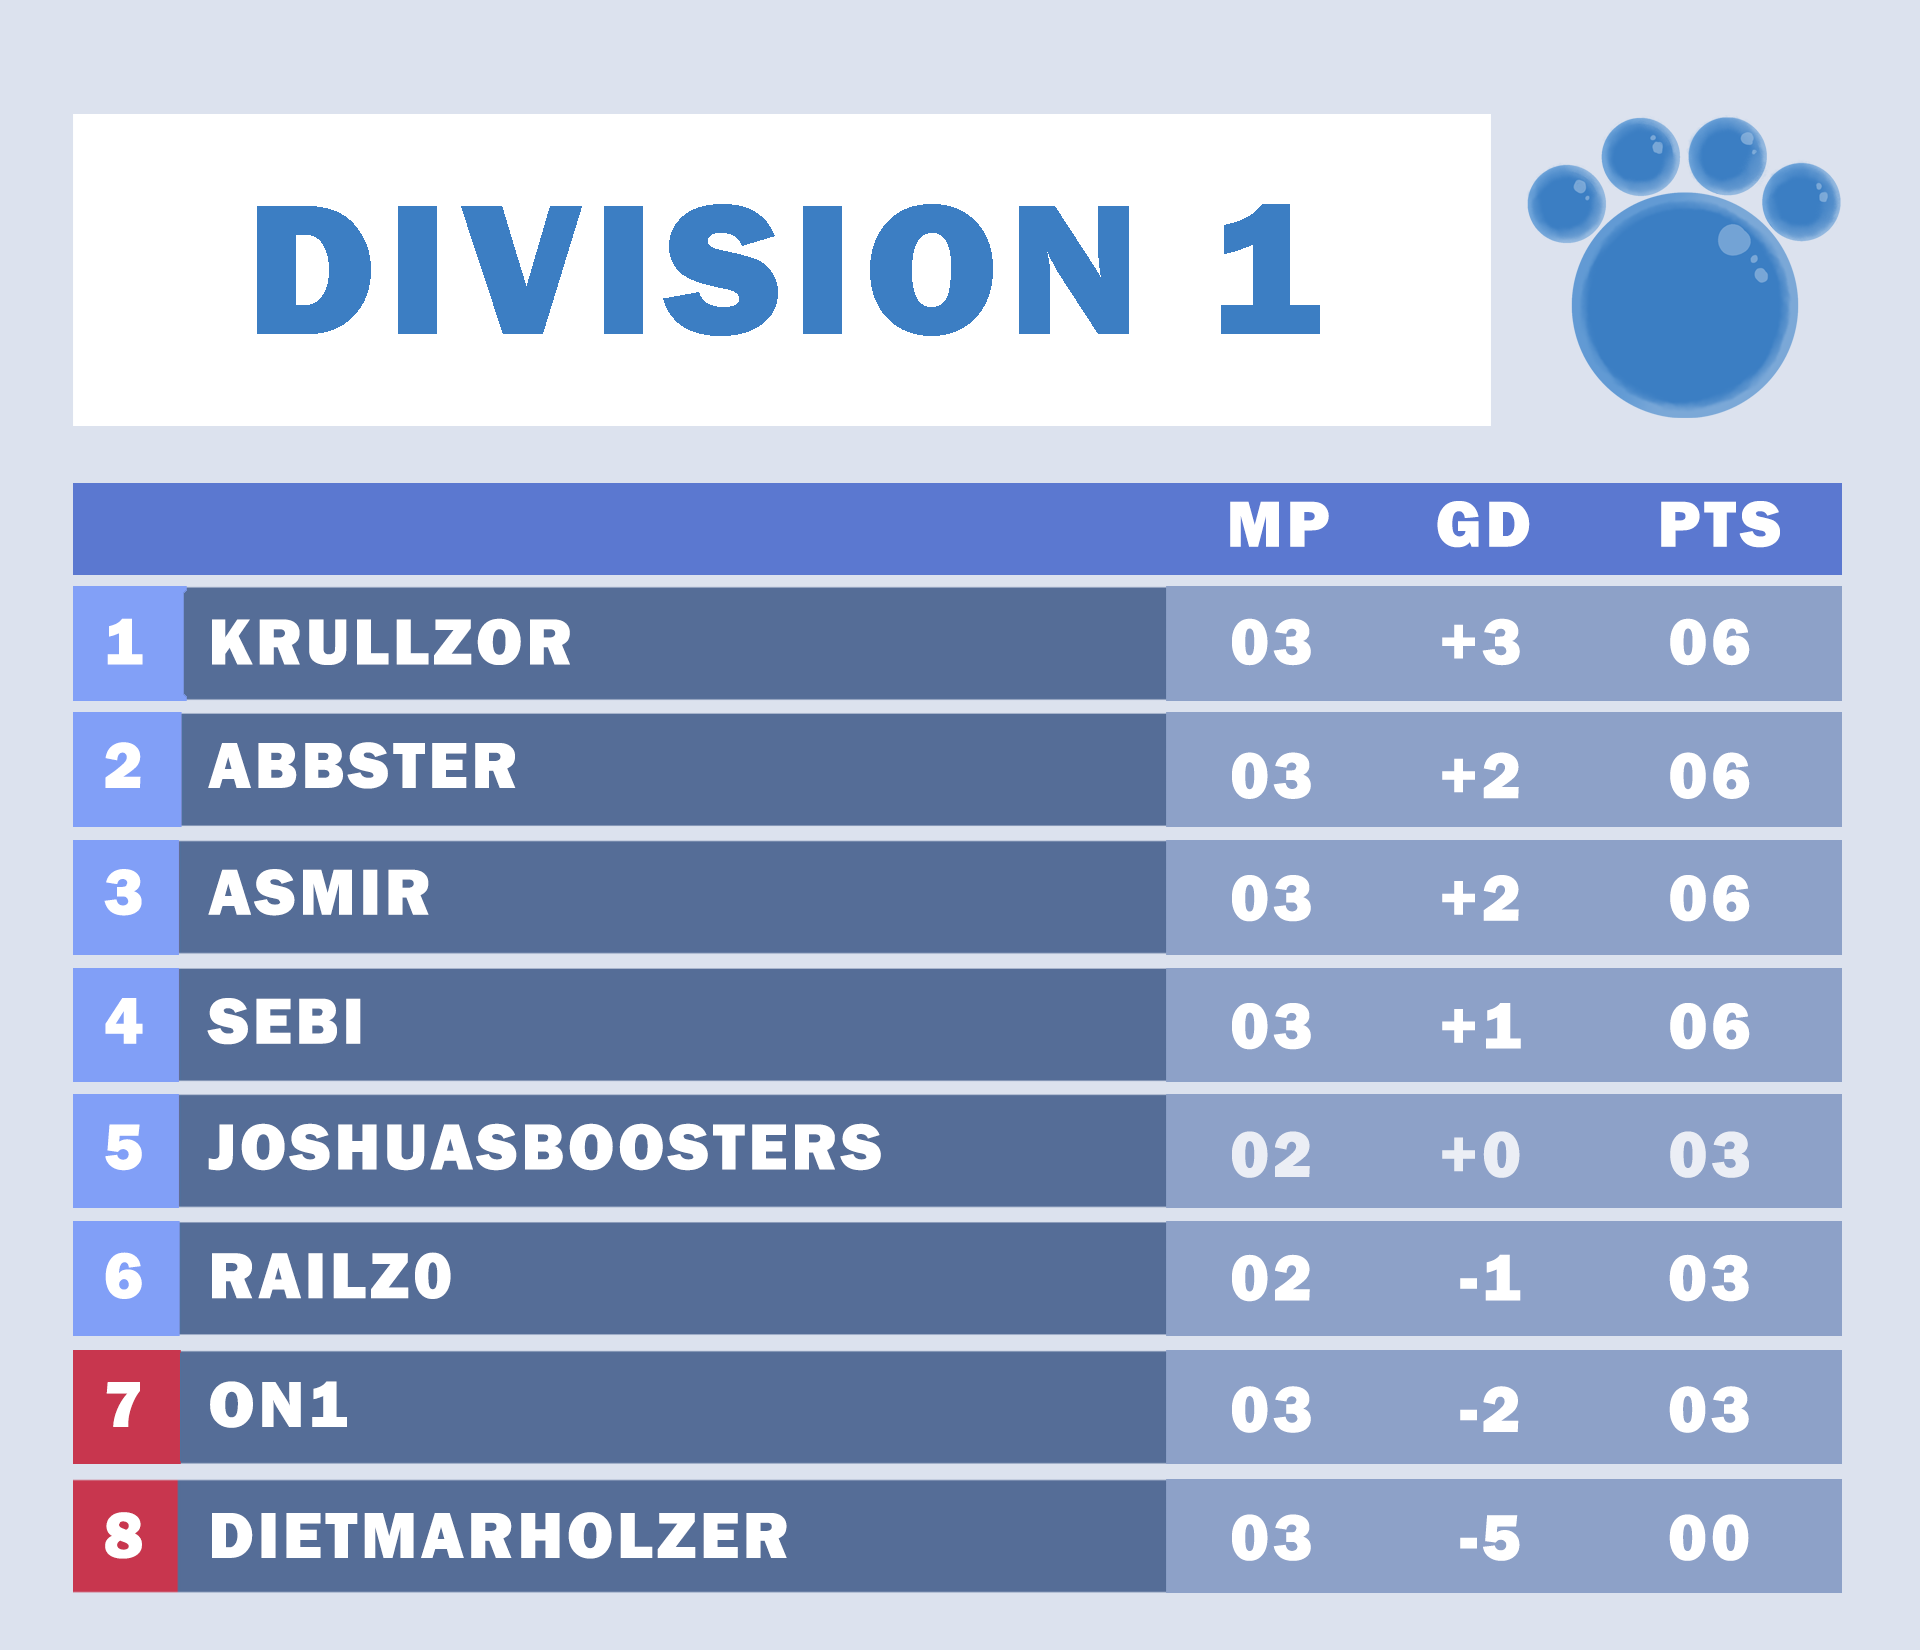 DIVISION 1
MP GD PTS
1 KRULLZOR 03 +3 06
2 ABBSTER 03 +2 06
3 ASMIR 03 +2 06
4 SEBI 03 +1 06
5 JOSHUASBOOSTERS 02 +0 03
6 RAILZ0 02 -1 03
7 ON1 03 -2 03
8 DIETMARHOLZER 03 -5 00